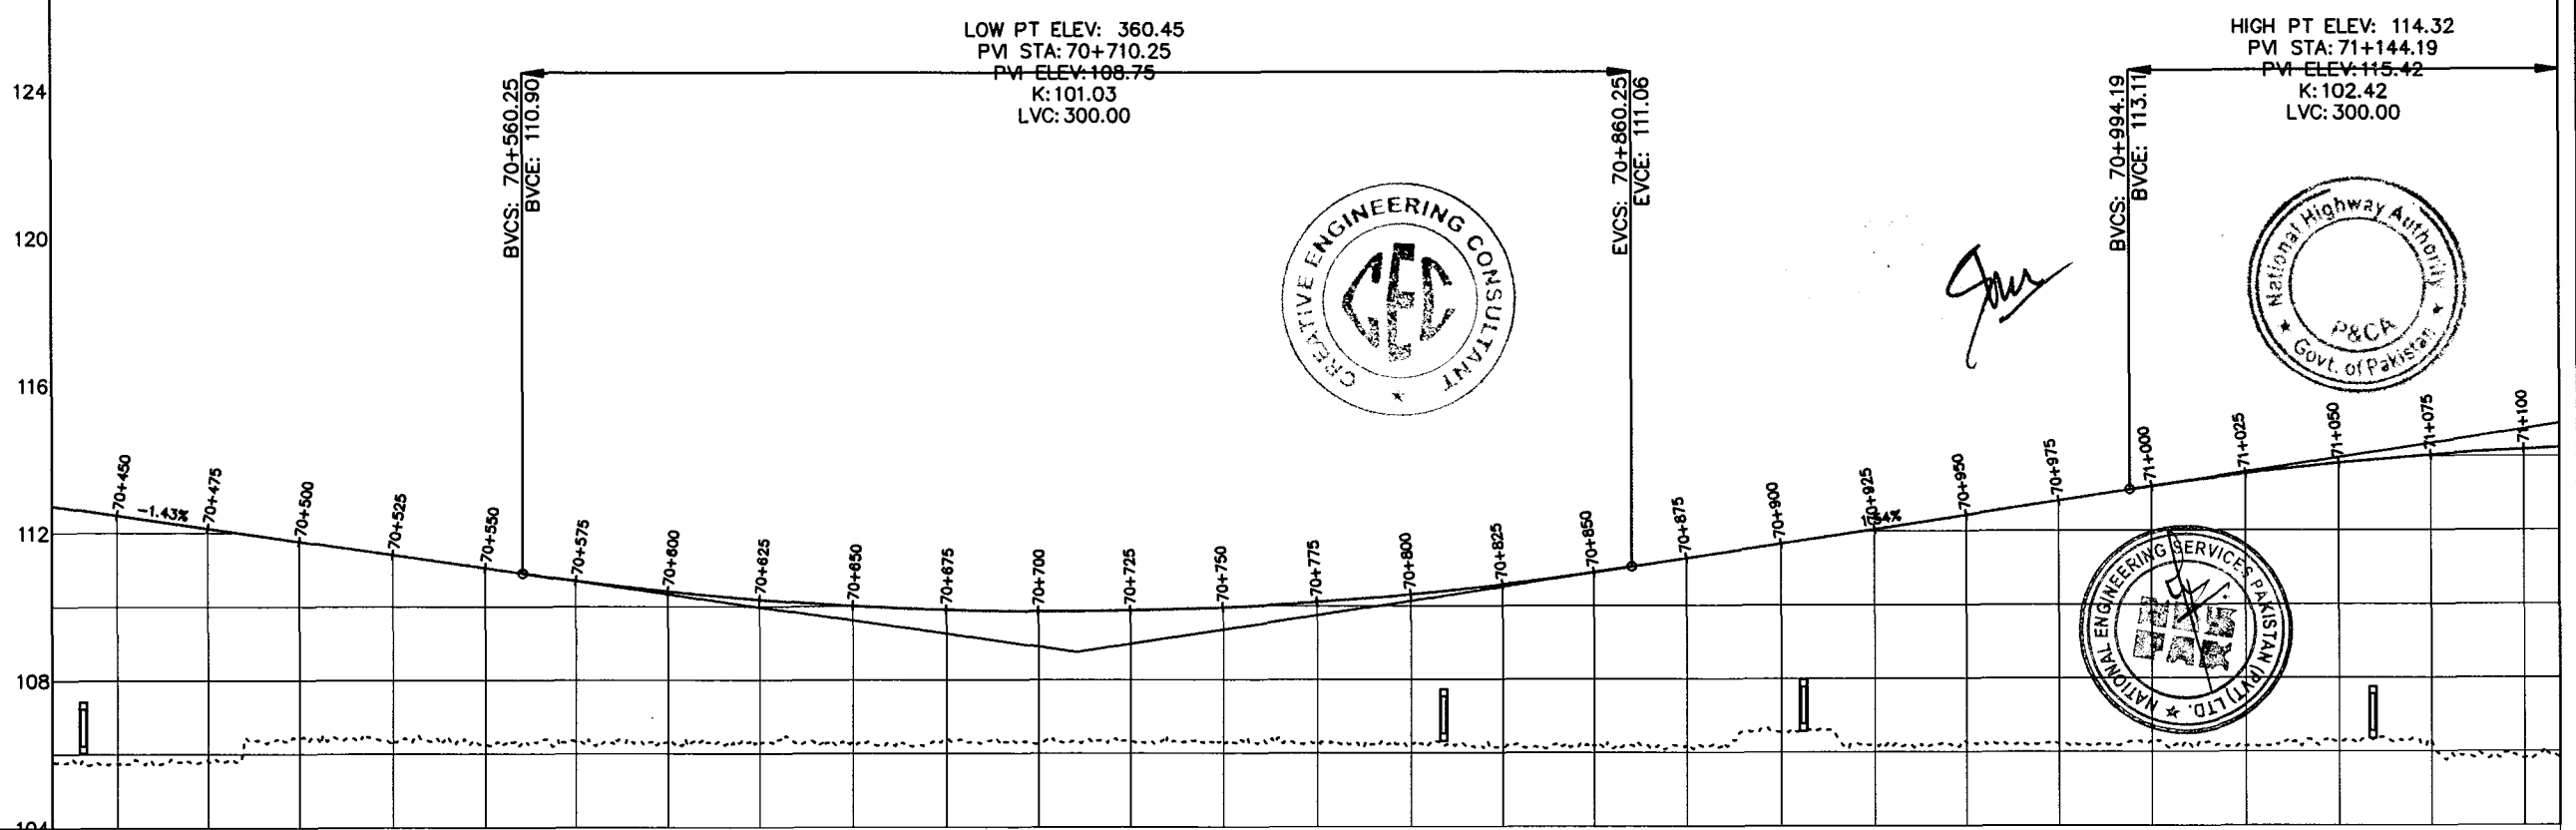 LOW PT ELEV: 360.45
PVI STA: 70+710.25
PVI ELEV: 108.75
K: 101.03
LVC: 300.00
HIGH PT ELEV: 114.32
PVI STA: 71+144.19
PVI ELEV: 115.42
K: 102.42
LVC: 300.00
BVCS: 70+560.25
BVCE: 110.90
EVCS: 70+860.25
EVCE: 111.06
BVCS: 70+994.19
BVCE: 113.11
124
120
116
112
108
104
CREATIVE ENGINEERING CONSULTANT
National Highway Authority
P&CA
Govt. of Pakistan
NATIONAL ENGINEERING SERVICES PAKISTAN (PVT) LTD.
-1.43%
1.54%
70+450
70+475
70+500
70+525
70+550
70+575
70+600
70+625
70+650
70+675
70+700
70+725
70+750
70+775
70+800
70+825
70+850
70+875
70+900
70+925
70+950
70+975
71+000
71+025
71+050
71+075
71+100